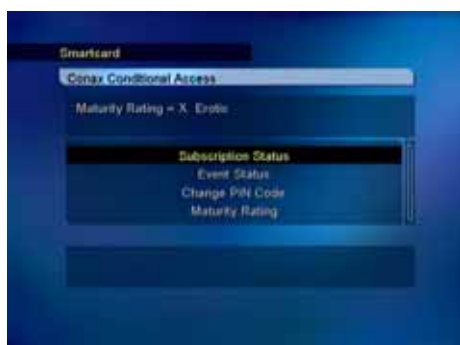 Smartcard
Conax Conditional Access
Maturity Rating = X Erotic
Subscription Status
Event Status
Change PIN Code
Maturity Rating